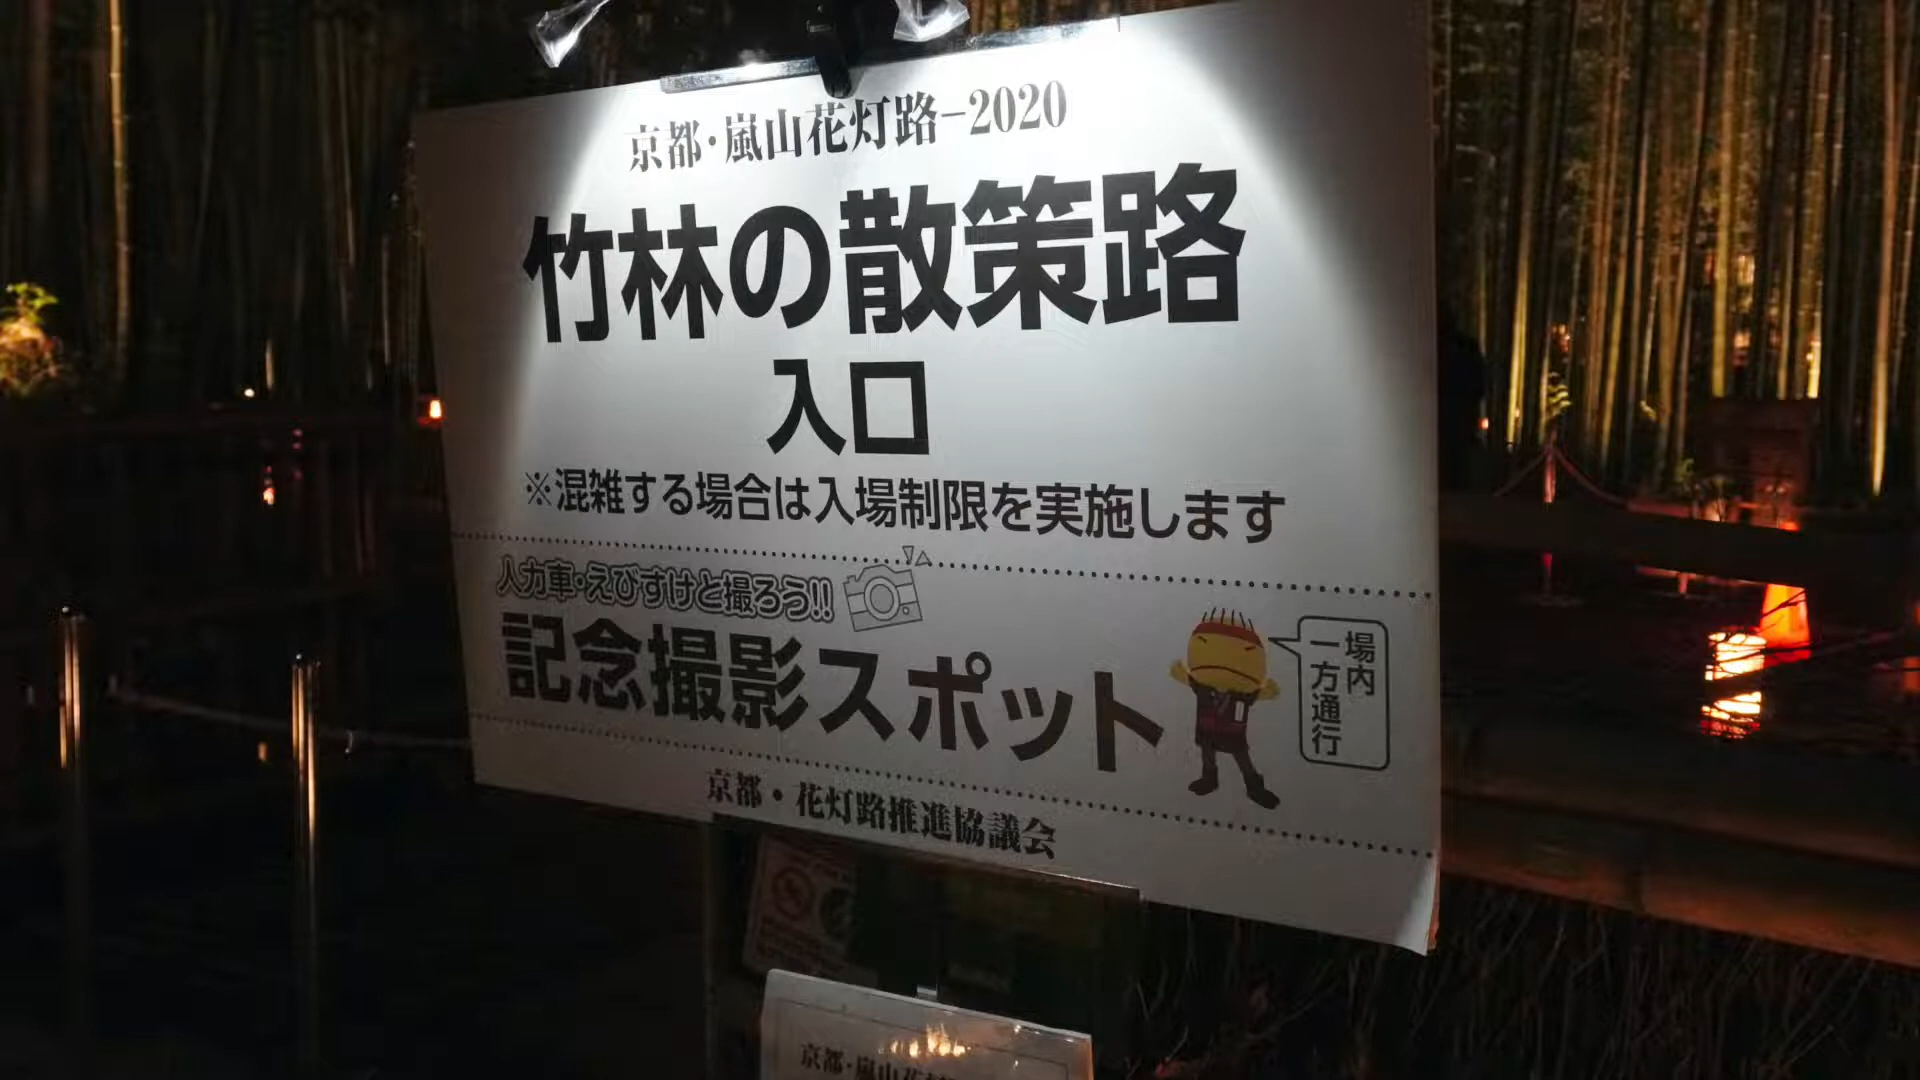 京都・嵐山花灯路-2020
竹林の散策路
入口
※混雑する場合は入場制限を実施します
人力車・えびすけと撮ろう!!
記念撮影スポット
場内
一方通行
京都・花灯路推進協議会
京都・嵐山花